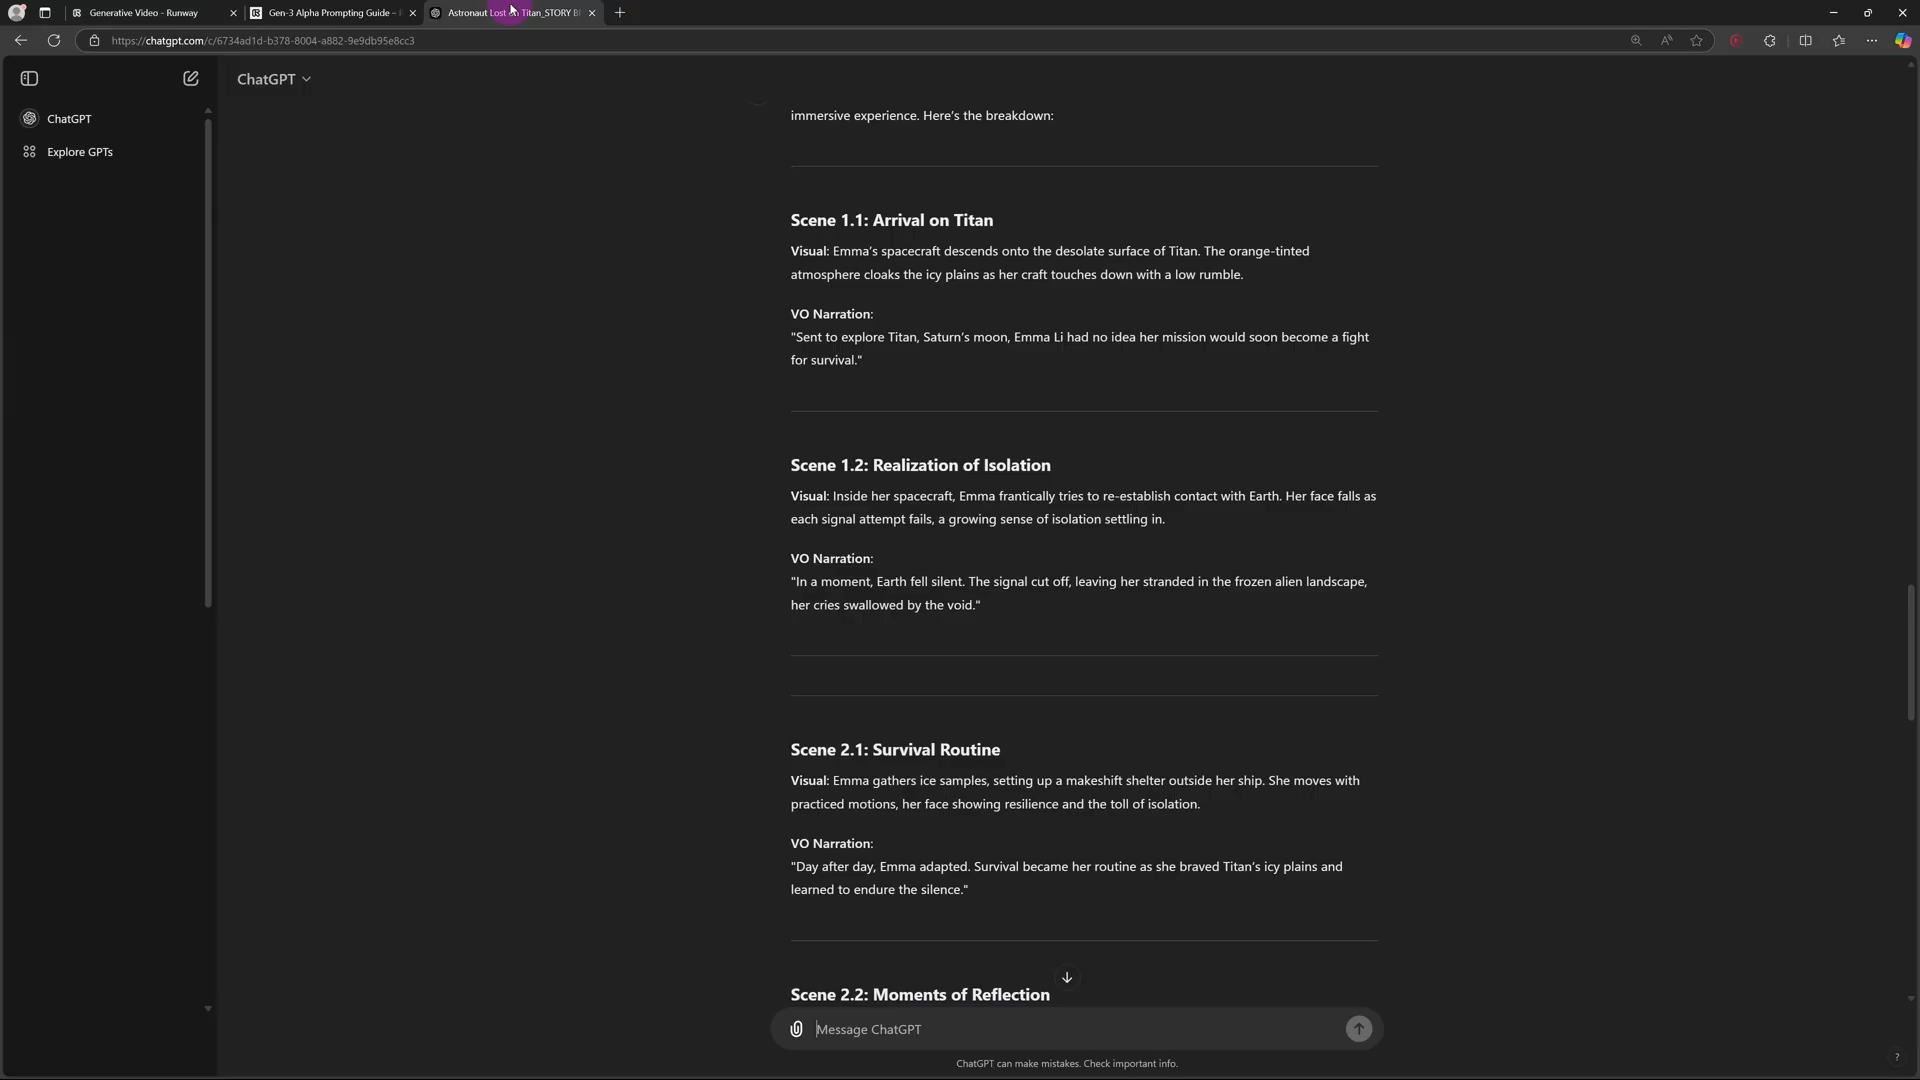 Generative Video - Runway
Gen-3 Alpha Prompting Guide –
Astronaut Lost on Titan_STORY B
https://chatgpt.com/c/6734ad1d-b378-8004-a882-9e9db95e8cc3
ChatGPT
ChatGPT
Explore GPTs
immersive experience. Here's the breakdown:
Scene 1.1: Arrival on Titan
Visual: Emma's spacecraft descends onto the desolate surface of Titan. The orange-tinted
atmosphere cloaks the icy plains as her craft touches down with a low rumble.
VO Narration:
"Sent to explore Titan, Saturn's moon, Emma Li had no idea her mission would soon become a fight
for survival."
Scene 1.2: Realization of Isolation
Visual: Inside her spacecraft, Emma frantically tries to re-establish contact with Earth. Her face falls as
each signal attempt fails, a growing sense of isolation settling in.
VO Narration:
"In a moment, Earth fell silent. The signal cut off, leaving her stranded in the frozen alien landscape,
her cries swallowed by the void."
Scene 2.1: Survival Routine
Visual: Emma gathers ice samples, setting up a makeshift shelter outside her ship. She moves with
practiced motions, her face showing resilience and the toll of isolation.
VO Narration:
"Day after day, Emma adapted. Survival became her routine as she braved Titan's icy plains and
learned to endure the silence."
Scene 2.2: Moments of Reflection
Message ChatGPT
ChatGPT can make mistakes. Check important info.
?